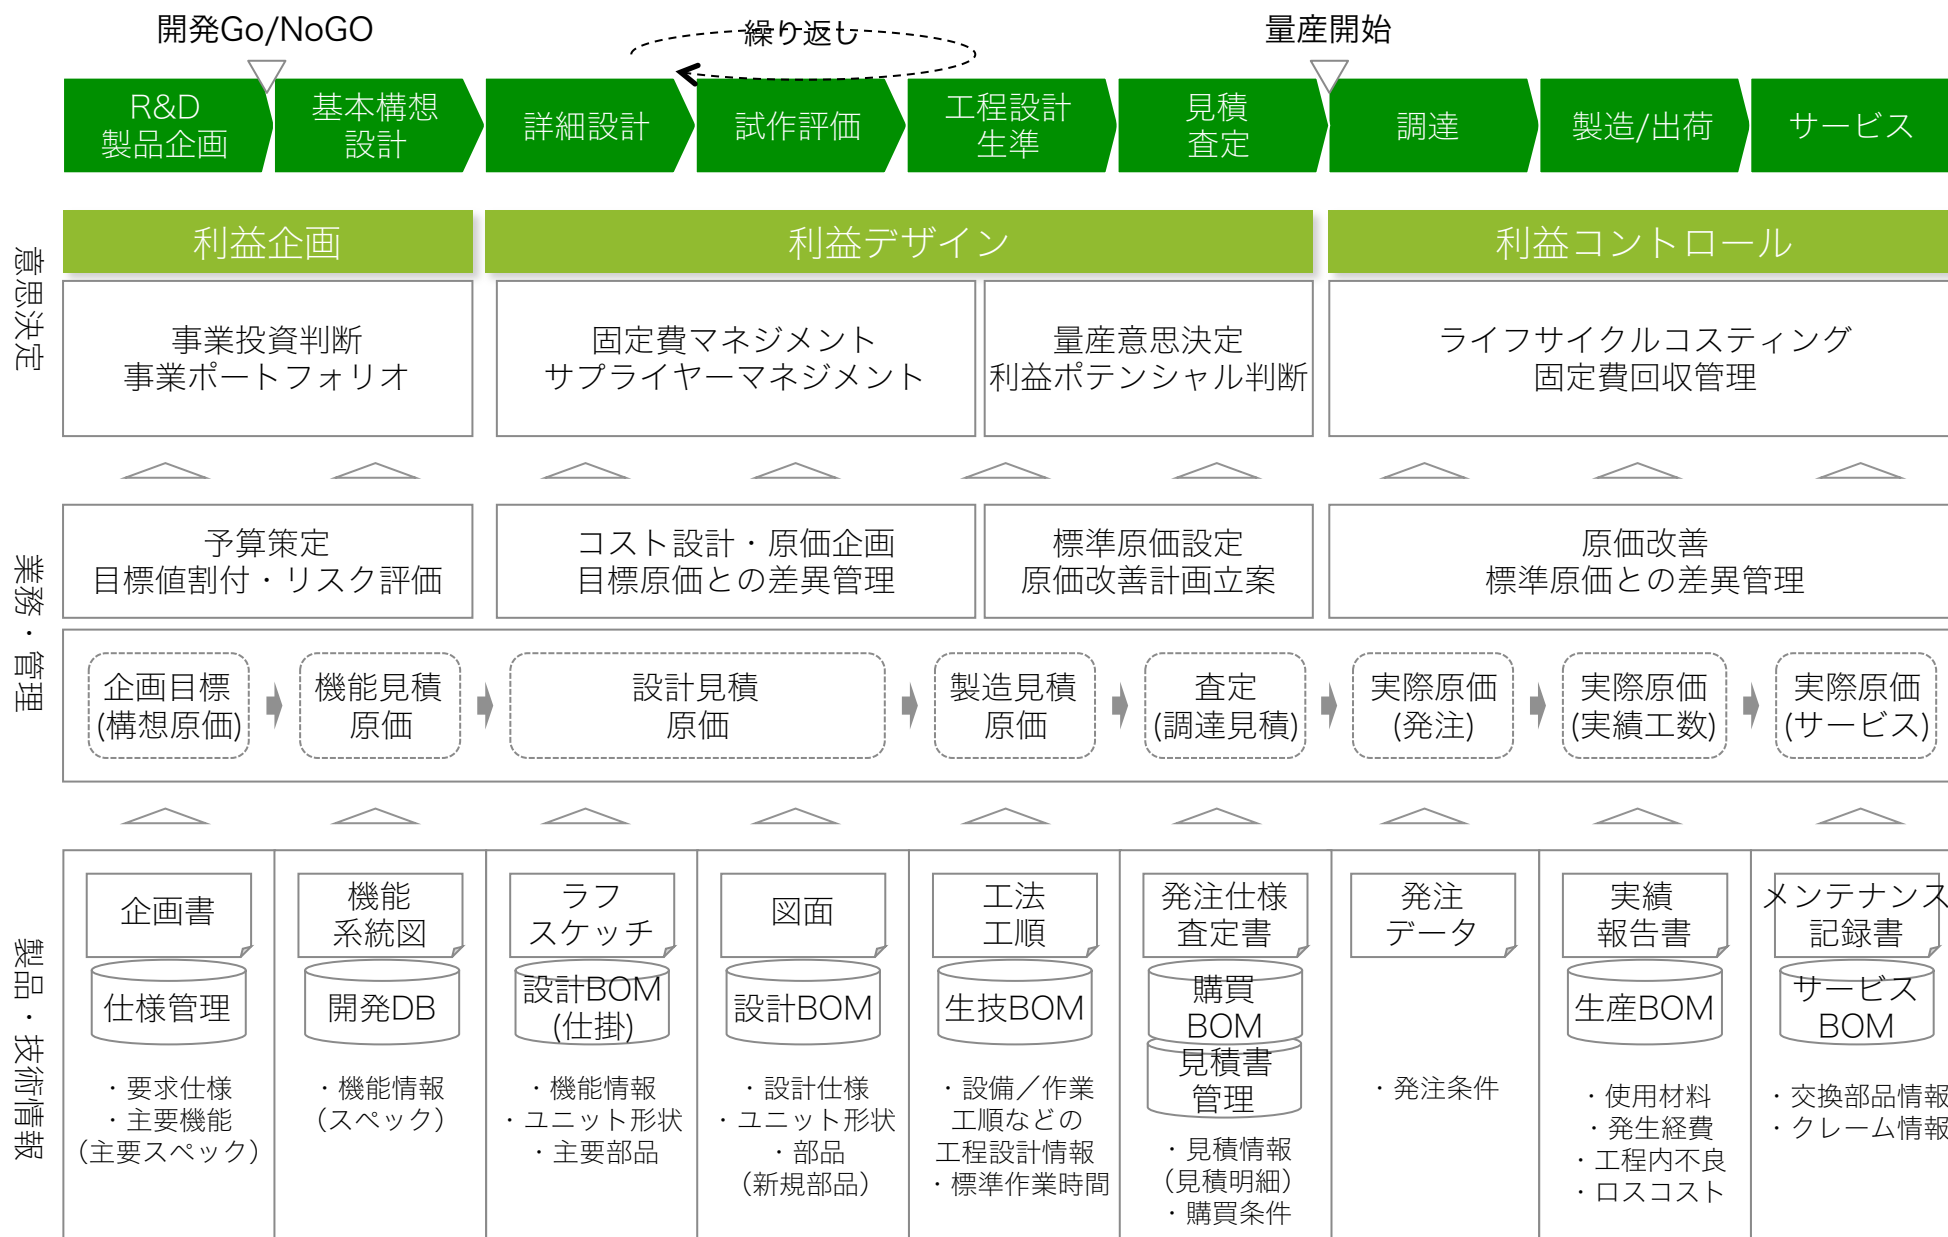 開発Go/NoGO
繰り返し
量産開始
R&D
製品企画
基本構想
設計
詳細設計
試作評価
工程設計
生準
見積
査定
調達
製造/出荷
サービス
意思決定
利益企画
利益デザイン
利益コントロール
事業投資判断
事業ポートフォリオ
固定費マネジメント
サプライヤーマネジメント
量産意思決定
利益ポテンシャル判断
ライフサイクルコスティング
固定費回収管理
業務・管理
予算策定
目標値割付・リスク評価
コスト設計・原価企画
目標原価との差異管理
標準原価設定
原価改善計画立案
原価改善
標準原価との差異管理
企画目標
(構想原価)
機能見積
原価
設計見積
原価
製造見積
原価
査定
(調達見積)
実際原価
(発注)
実際原価
(実績工数)
実際原価
(サービス)
製品・技術情報
企画書
仕様管理
・要求仕様
・主要機能
（主要スペック）
機能
系統図
開発DB
・機能情報
（スペック）
ラフ
スケッチ
設計BOM
(仕掛)
・機能情報
・ユニット形状
・主要部品
図面
設計BOM
・設計仕様
・ユニット形状
・部品
（新規部品）
工法
工順
生技BOM
・設備／作業
工順などの
工程設計情報
・標準作業時間
発注仕様
査定書
購買
BOM
見積書
管理
・見積情報
（見積明細）
・購買条件
発注
データ
・発注条件
実績
報告書
生産BOM
・使用材料
・発生経費
・工程内不良
・ロスコスト
メンテナンス
記録書
サービス
BOM
・交換部品情報
・クレーム情報